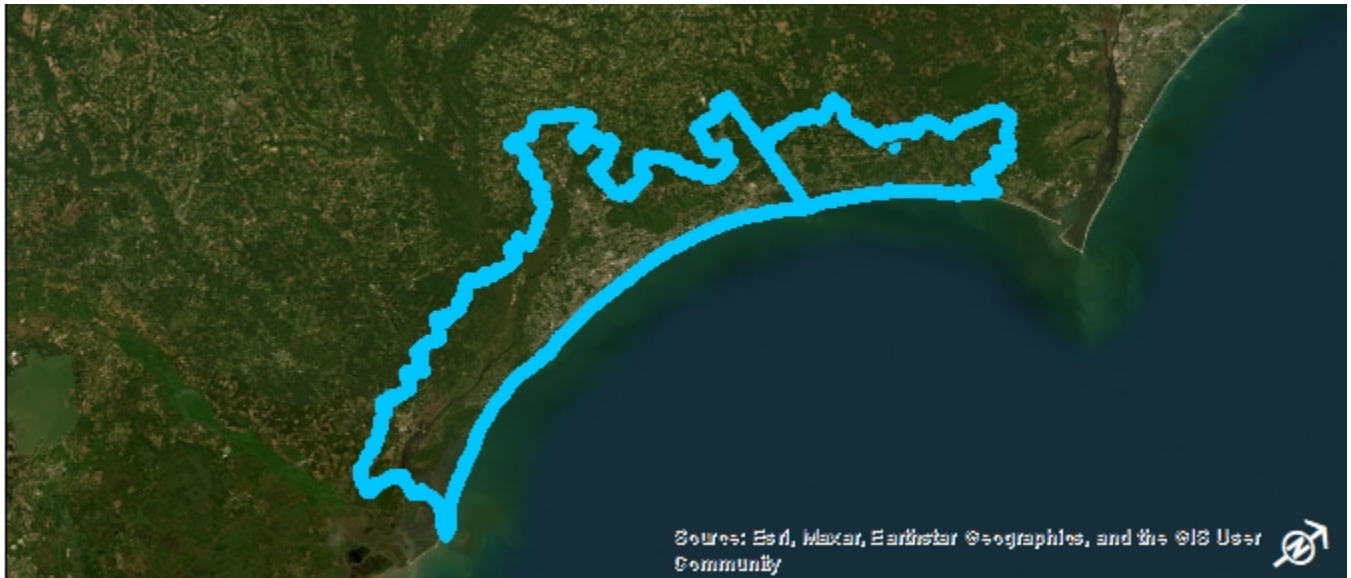 Source: Esri, Maxar, Earthstar Geographics, and the GIS User
Community
N